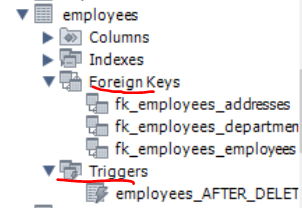 employees
Columns
Indexes
Foreign Keys
fk_employees_addresses
fk_employees_departmen
fk_employees_employees
Triggers
employees_AFTER_DELET